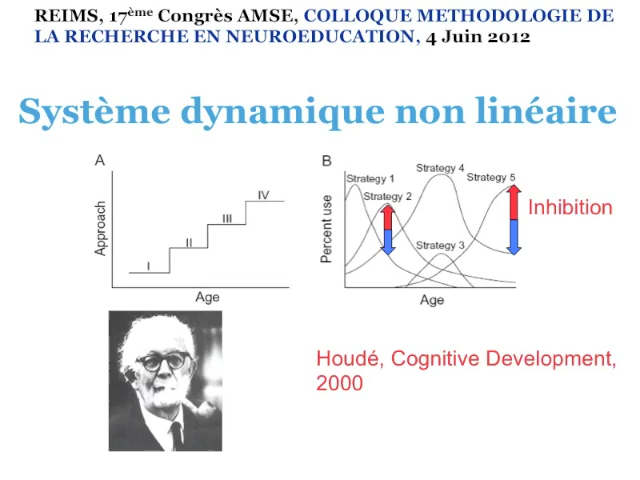 REIMS, 17ème Congrès AMSE, COLLOQUE METHODOLOGIE DE
LA RECHERCHE EN NEUROEDUCATION, 4 Juin 2012
Système dynamique non linéaire
A
Approach
I
II
III
IV
Age
B
Percent use
Strategy 1
Strategy 2
Strategy 4
Strategy 5
Strategy 3
Age
Inhibition
Houdé, Cognitive Development,
2000